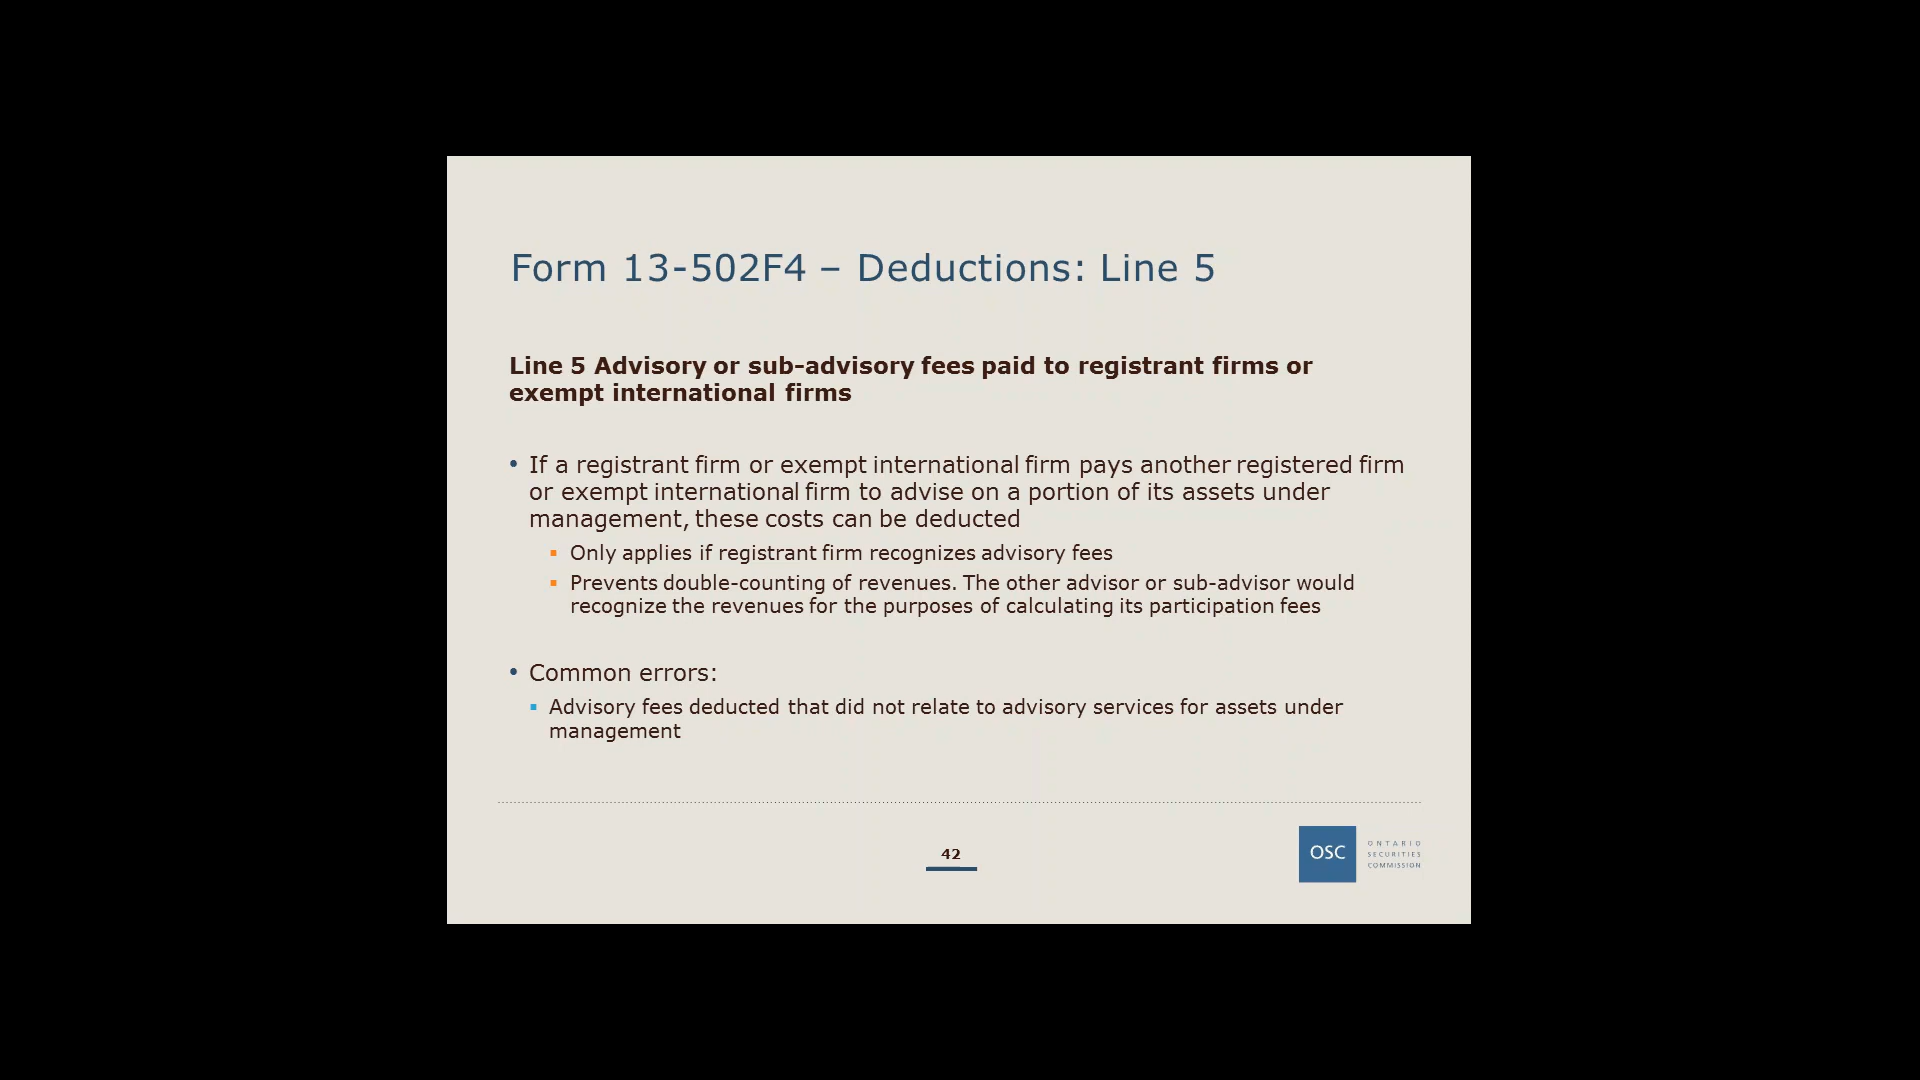 Form 13-502F4 – Deductions: Line 5
Line 5 Advisory or sub-advisory fees paid to registrant firms or
exempt international firms
• If a registrant firm or exempt international firm pays another registered firm
or exempt international firm to advise on a portion of its assets under
management, these costs can be deducted
▪ Only applies if registrant firm recognizes advisory fees
▪ Prevents double-counting of revenues. The other advisor or sub-advisor would
recognize the revenues for the purposes of calculating its participation fees
• Common errors:
▪ Advisory fees deducted that did not relate to advisory services for assets under
management
42
OSC
ONTARIO
SECURITIES
COMMISSION